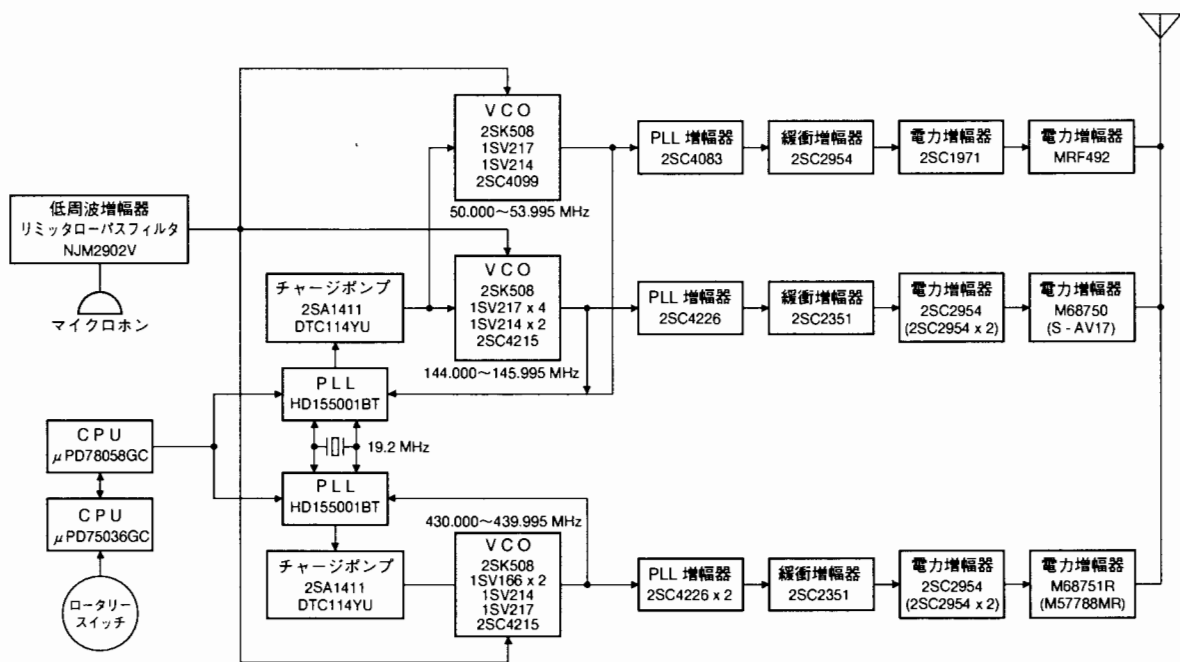 低周波増幅器
リミッタローパスフィルタ
NJM2902V
マイクロホン
VCO
2SK508
1SV217
1SV214
2SC4099
50.000～53.995 MHz
PLL 増幅器
2SC4083
緩衝増幅器
2SC2954
電力増幅器
2SC1971
電力増幅器
MRF492
チャージポンプ
2SA1411
DTC114YU
VCO
2SK508
1SV217 x 4
1SV214 x 2
2SC4215
144.000～145.995 MHz
PLL 増幅器
2SC4226
緩衝増幅器
2SC2351
電力増幅器
2SC2954
(2SC2954 x 2)
電力増幅器
M68750
(S - AV17)
PLL
HD155001BT
19.2 MHz
PLL
HD155001BT
CPU
μPD78058GC
CPU
μPD75036GC
ロータリー
スイッチ
チャージポンプ
2SA1411
DTC114YU
430.000～439.995 MHz
VCO
2SK508
1SV166 x 2
1SV214
1SV217
2SC4215
PLL 増幅器
2SC4226 x 2
緩衝増幅器
2SC2351
電力増幅器
2SC2954
(2SC2954 x 2)
電力増幅器
M68751R
(M57788MR)